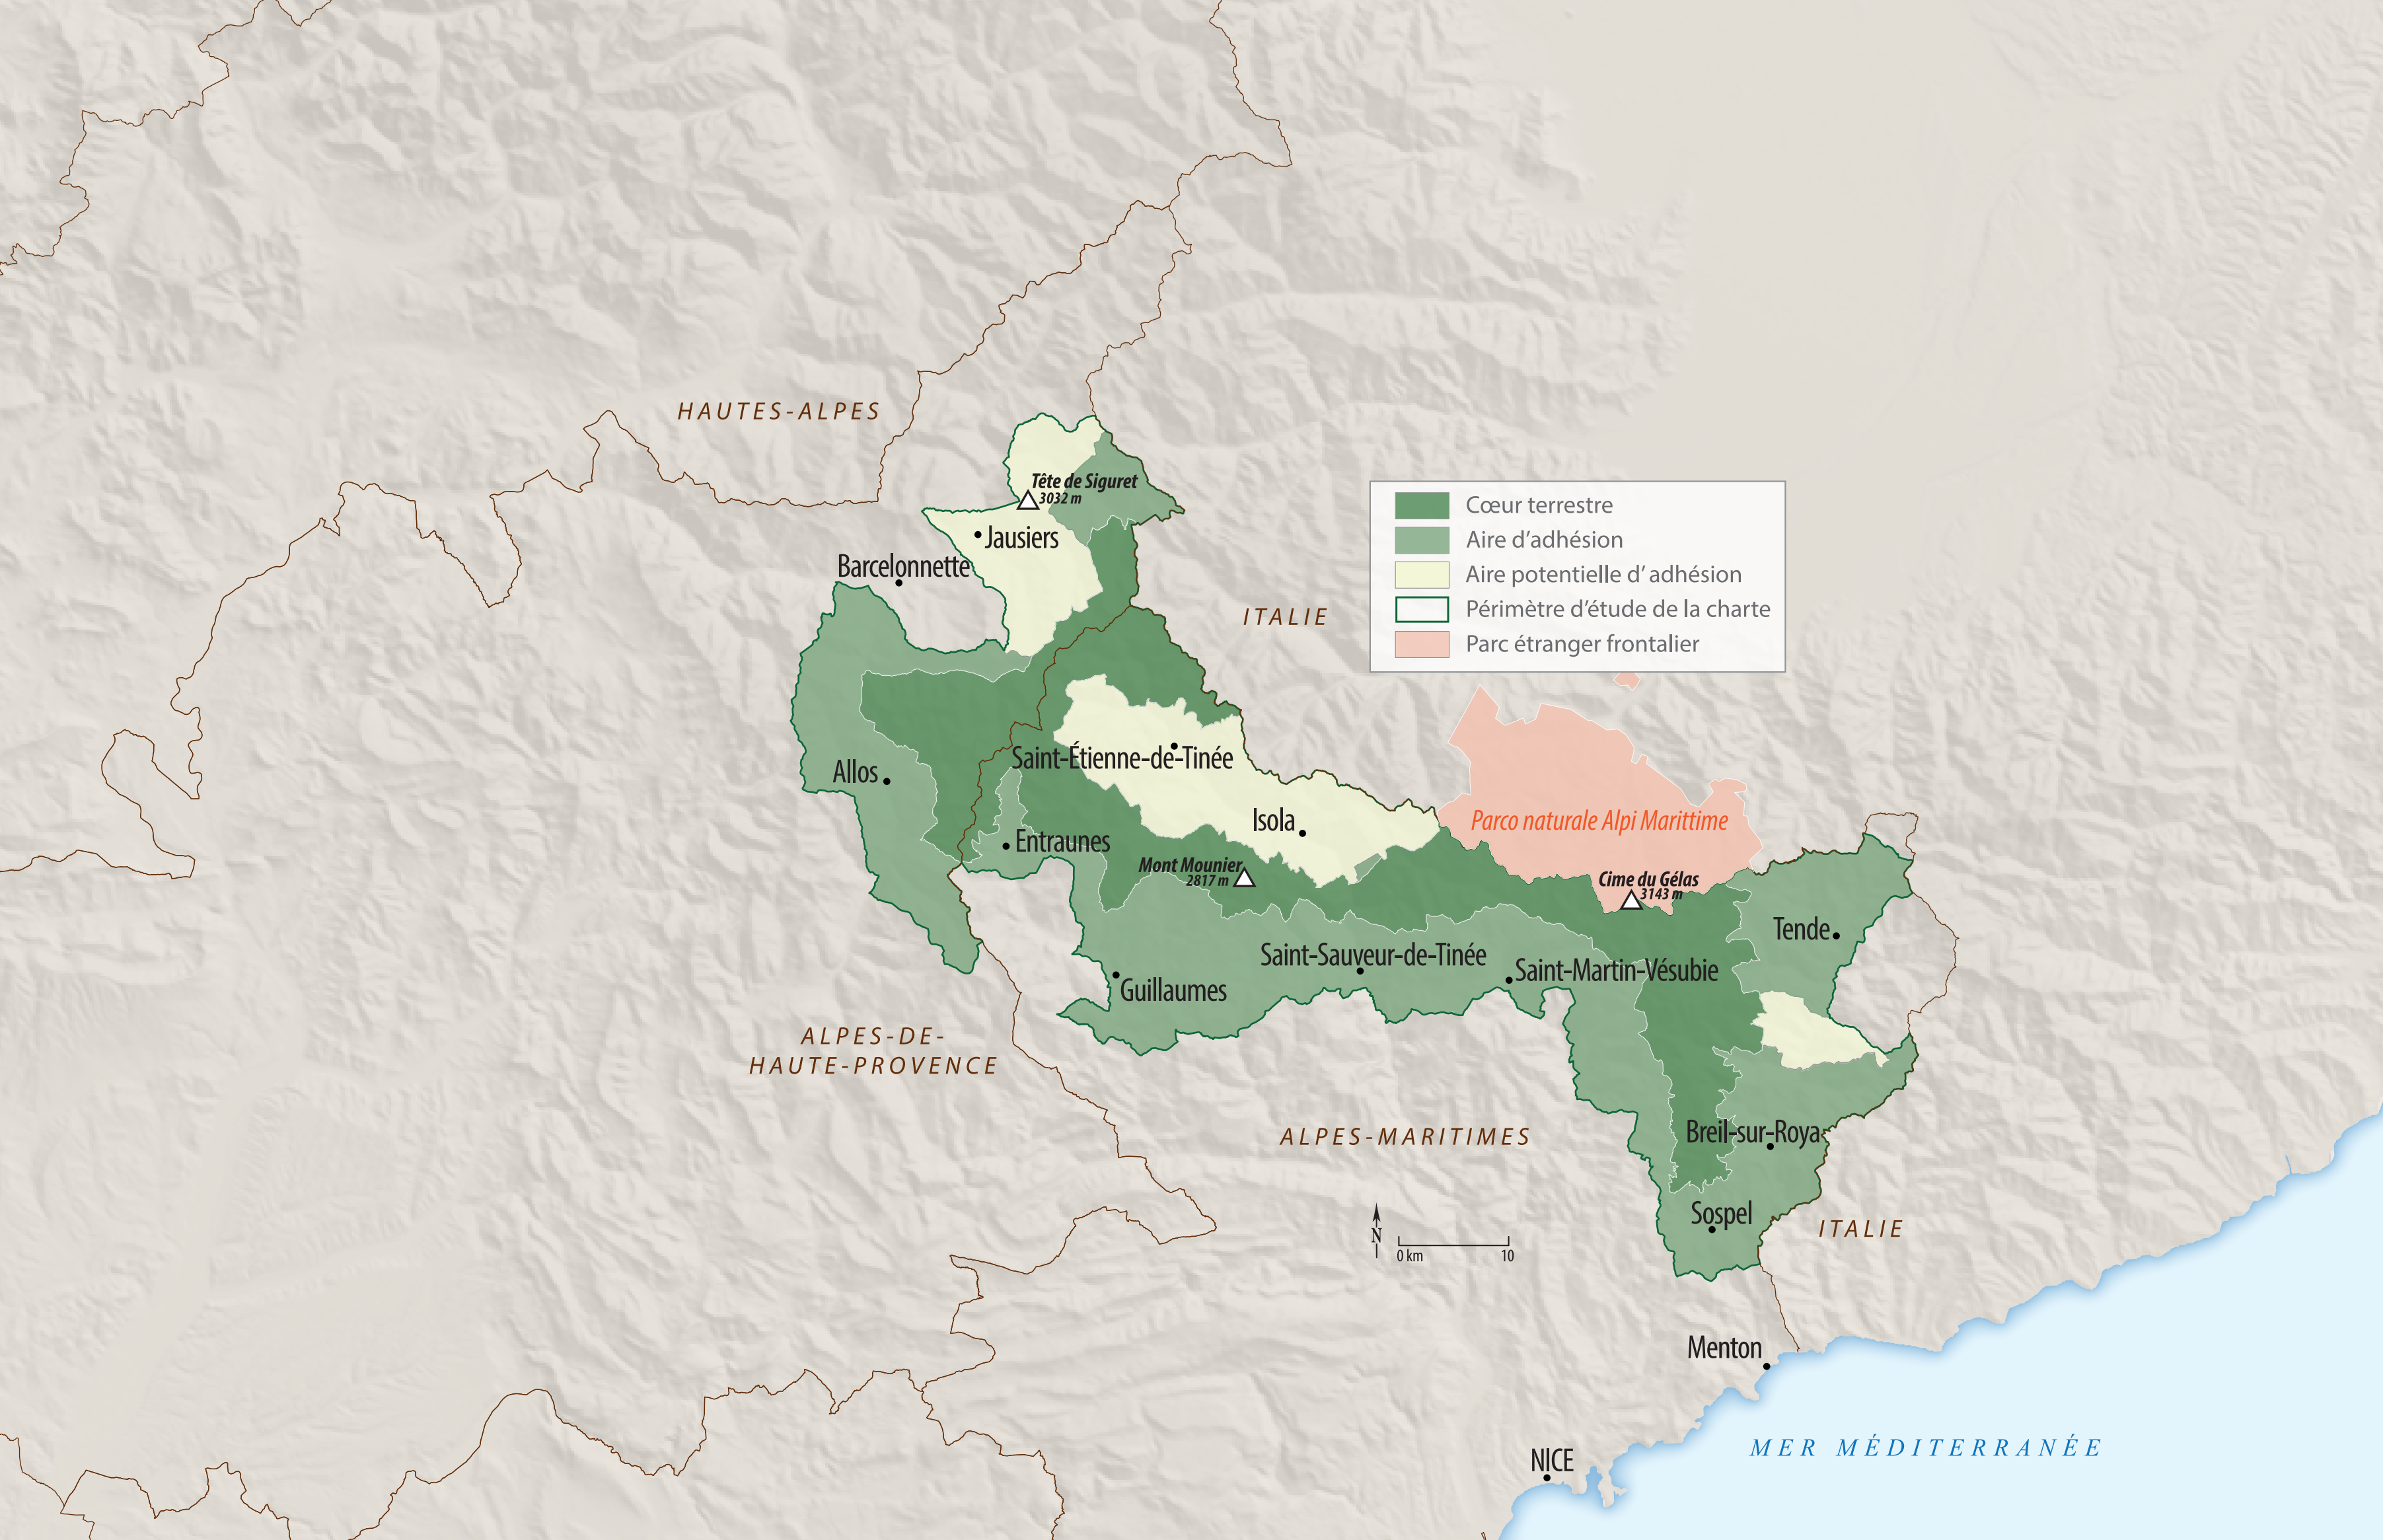 HAUTES-ALPES
Tête de Siguret
3032 m
Jausiers
Barcelonnette
ITALIE
Cœur terrestre
Aire d'adhésion
Aire potentielle d'adhésion
Périmètre d'étude de la charte
Parc étranger frontalier
Saint-Étienne-de-Tinée
Allos
Isola
Parco naturale Alpi Marittime
Entraunes
Mont Mounier
2817 m
Cime du Gélas
3143 m
Tende
Saint-Sauveur-de-Tinée
Saint-Martin-Vésubie
Guillaumes
ALPES-DE-
HAUTE-PROVENCE
ALPES-MARITIMES
Breil-sur-Roya
Sospel
ITALIE
N
0 km 10
Menton
MER MÉDITERRANÉE
NICE